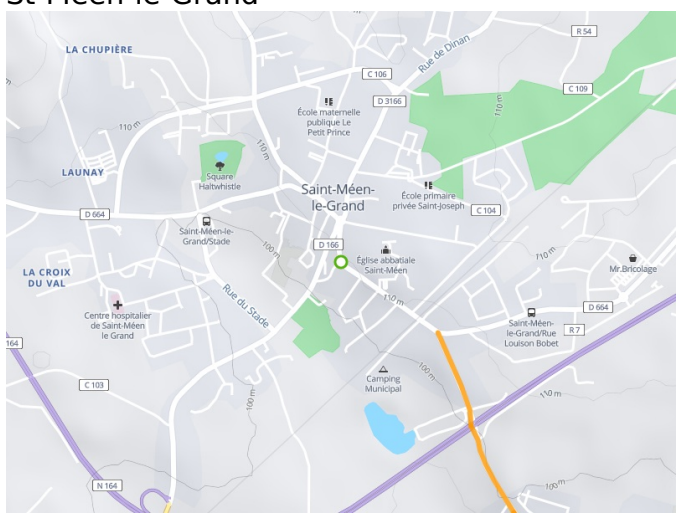 St-Méen-le-Grand
LA CHUPIÈRE
Rue de Dinan
R 54
C 106
C 109
110 m
D 3166
École maternelle
publique Le
Petit Prince
110 m
110 m
LAUNAY
Square
Haltwhistle
Saint-Méen-
le-Grand
École primaire
privée Saint-Joseph
C 104
D 664
Saint-Méen-le-
Grand/Stade
100 m
D 166
Église abbatiale
Saint-Méen
110 m
Mr.Bricolage
LA CROIX
DU VAL
Rue du Stade
110 m
D 664
Centre hospitalier
de Saint-Méen
le Grand
Saint-Méen-
le-Grand/Rue
Louison Bobet
R 7
164
100 m
C 103
Camping
Municipal
110 m
100 m
N 164
100 m